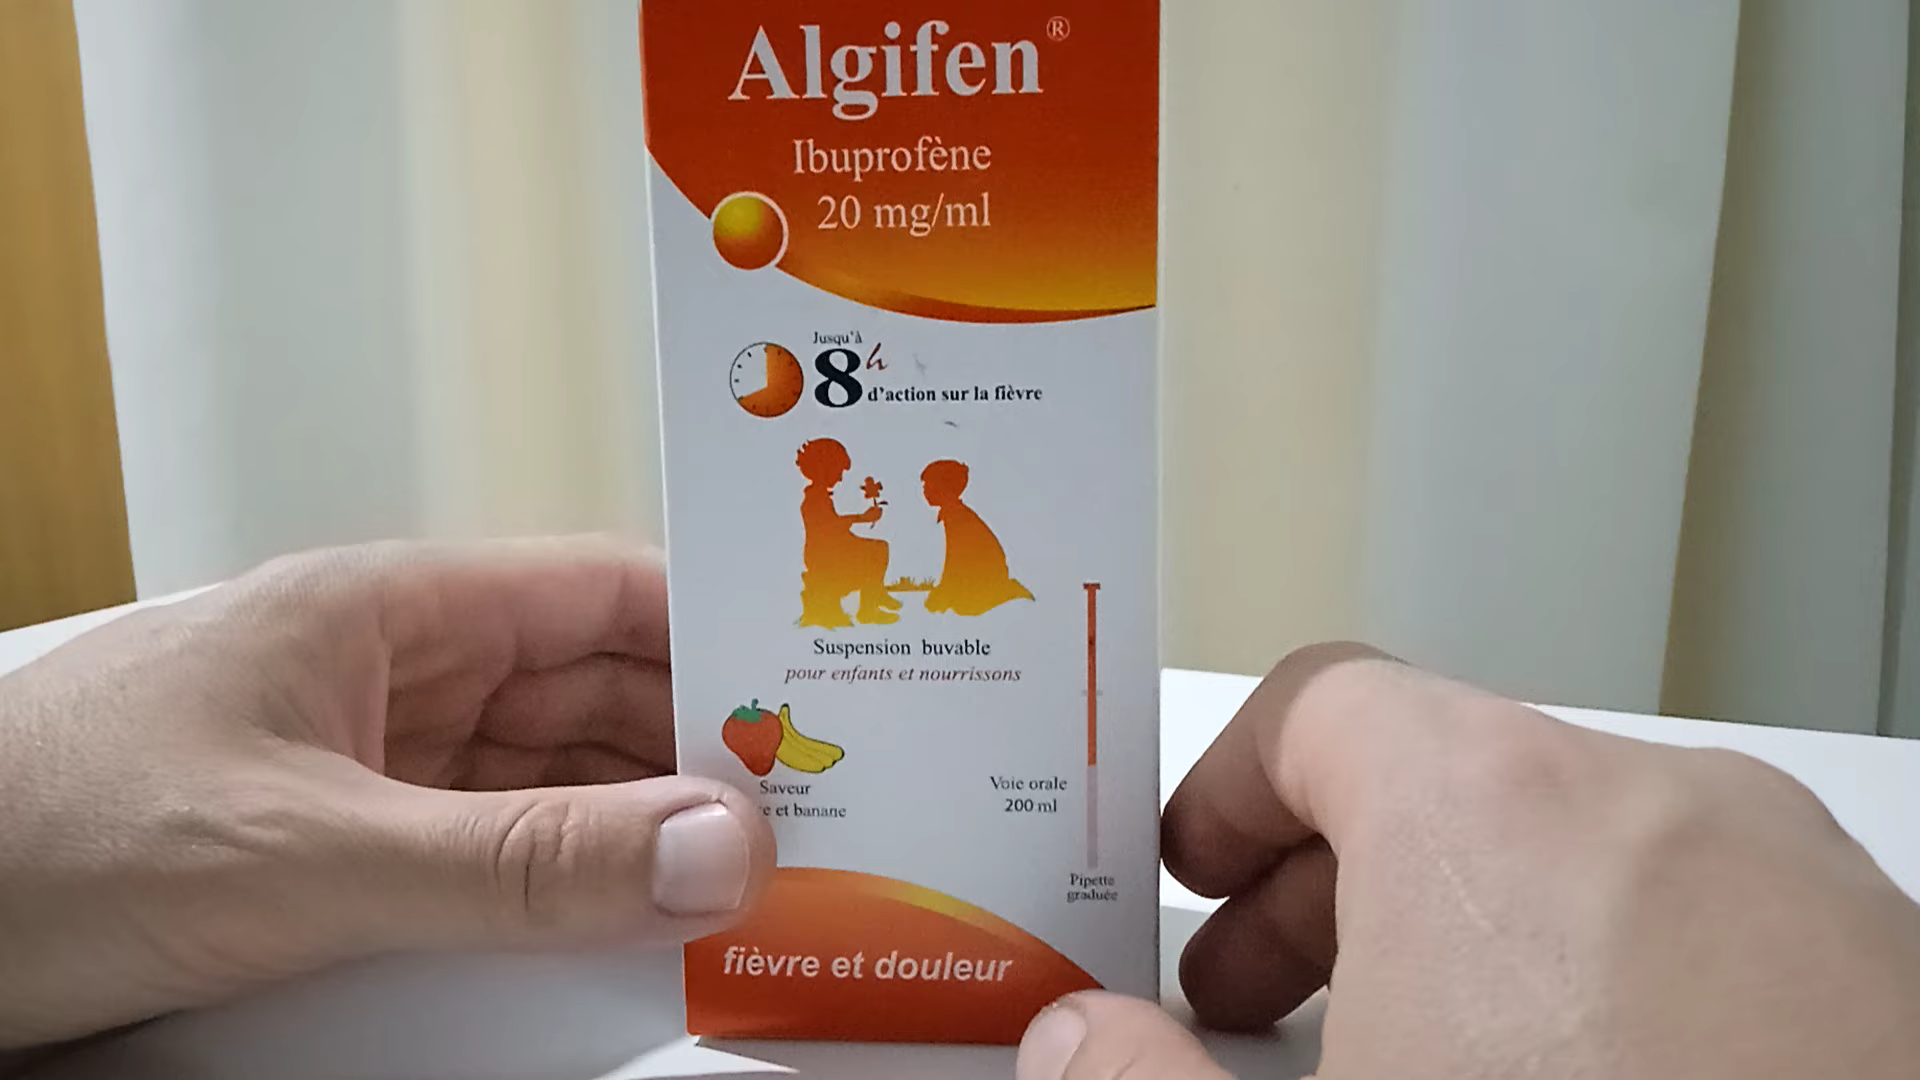 Algifen®
Ibuprofène
20 mg/ml
Jusqu'à
8h
d'action sur la fièvre
Suspension buvable
pour enfants et nourrissons
Saveur
et banane
Voie orale
200 ml
Pipette
graduée
fièvre et douleur